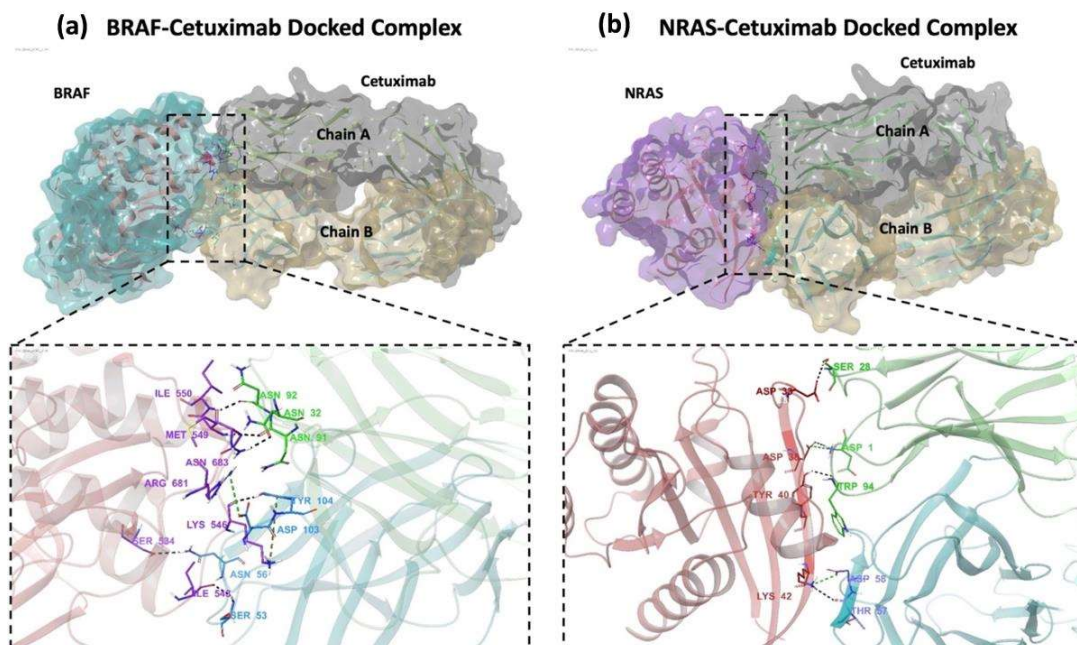 (a) BRAF-Cetuximab Docked Complex
BRAF
Cetuximab
Chain A
Chain B
ILE 550
ASN 92
ASN 32
MET 549
ASN 91
ASN 683
ARG 681
TYR 104
LYS 546
ASP 103
SER 534
ASN 56
SER 53
(b) NRAS-Cetuximab Docked Complex
NRAS
Cetuximab
Chain A
Chain B
SER 28
ASP 1
ASP 38
TRP 94
TYR 40
ASP 58
LYS 42
THR 57